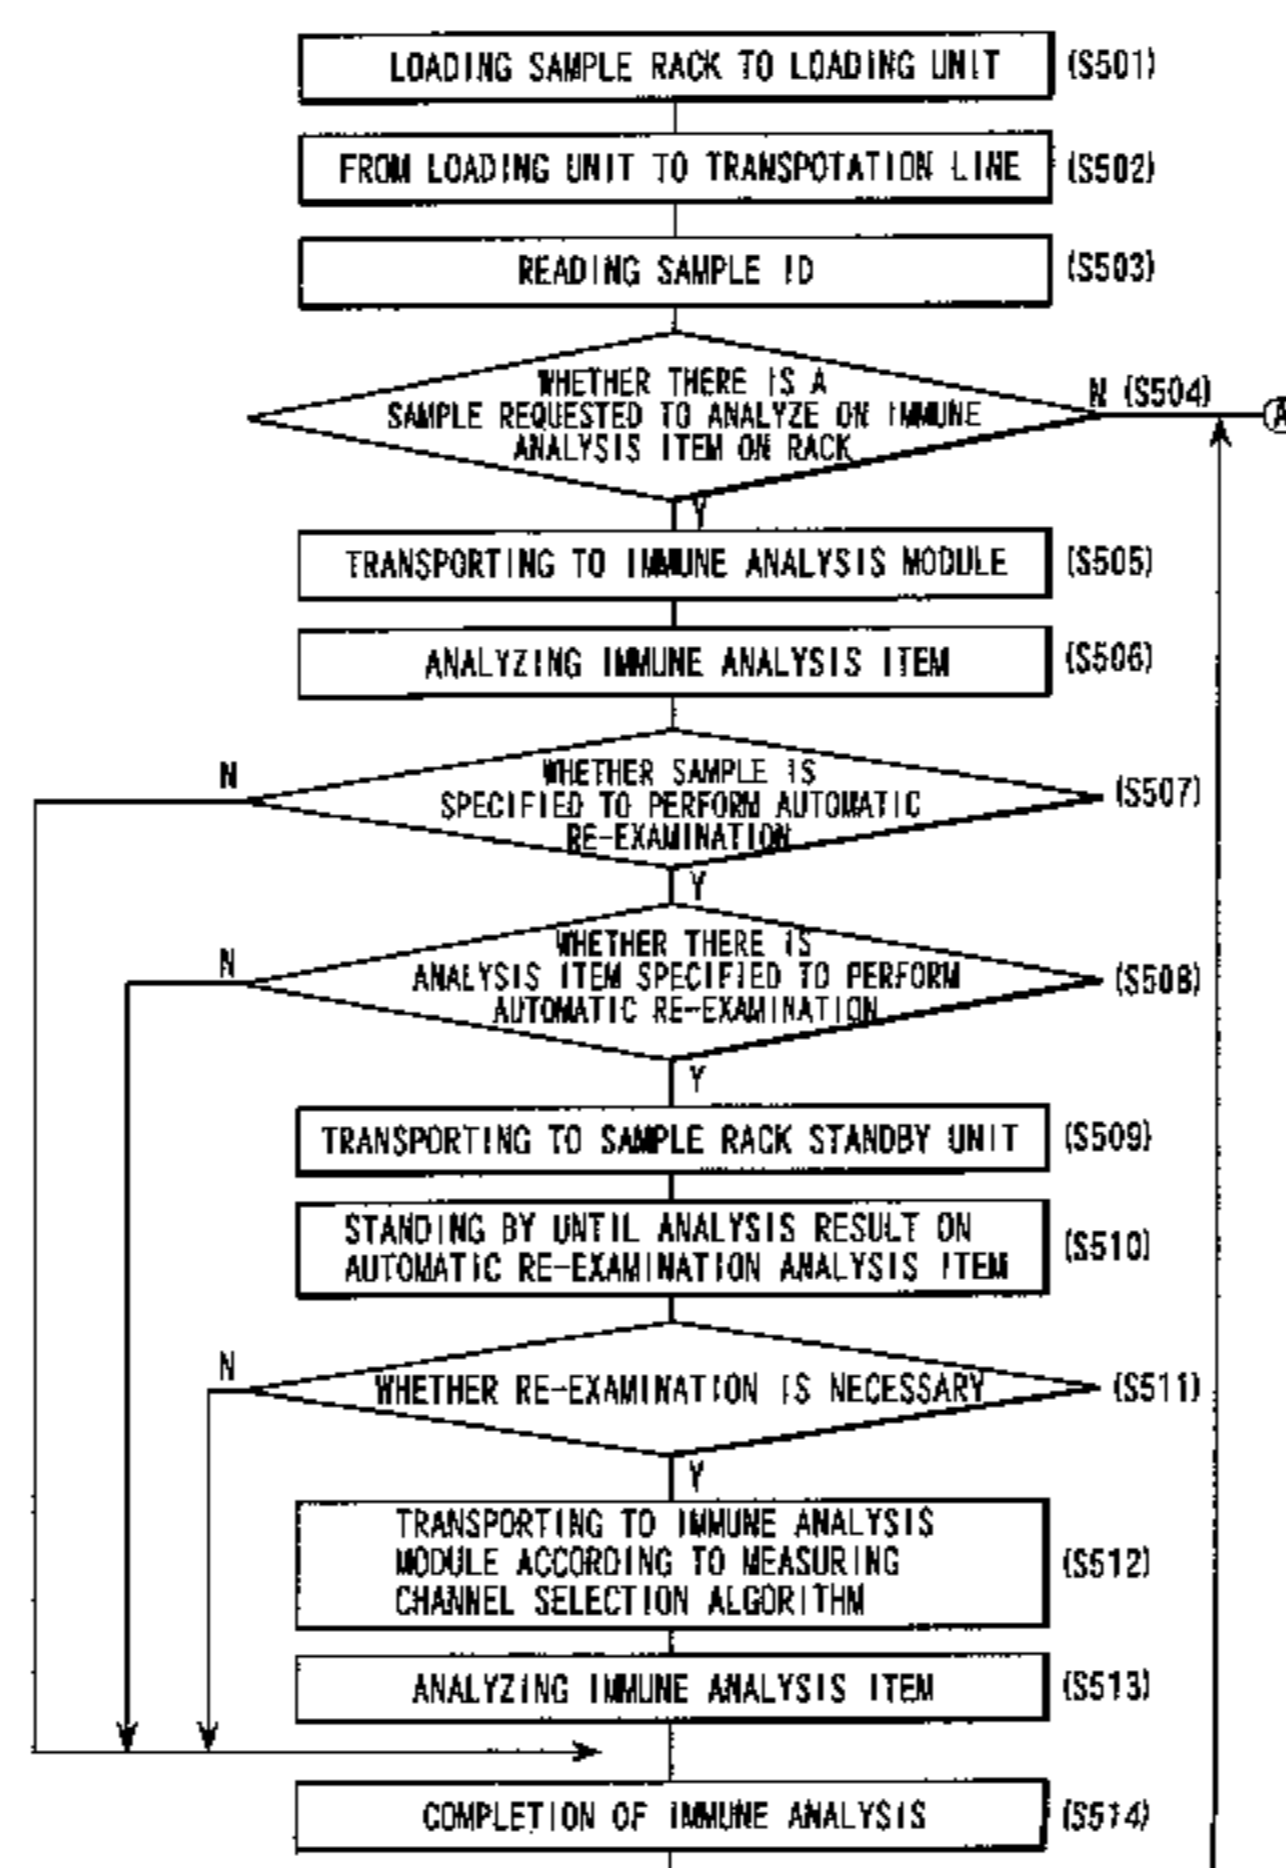 LOADING SAMPLE RACK TO LOADING UNIT (S501)
FROM LOADING UNIT TO TRANSPOTATION LINE (S502)
READING SAMPLE ID (S503)
WHETHER THERE IS A
SAMPLE REQUESTED TO ANALYZE ON IMMUNE
ANALYSIS ITEM ON RACK
N (S504)
A
Y
TRANSPORTING TO IMMUNE ANALYSIS MODULE (S505)
ANALYZING IMMUNE ANALYSIS ITEM (S506)
N
WHETHER SAMPLE IS
SPECIFIED TO PERFORM AUTOMATIC
RE-EXAMINATION
(S507)
Y
N
WHETHER THERE IS
ANALYSIS ITEM SPECIFIED TO PERFORM
AUTOMATIC RE-EXAMINATION
(S508)
Y
TRANSPORTING TO SAMPLE RACK STANDBY UNIT (S509)
STANDING BY UNTIL ANALYSIS RESULT ON
AUTOMATIC RE-EXAMINATION ANALYSIS ITEM
(S510)
N
WHETHER RE-EXAMINATION IS NECESSARY (S511)
Y
TRANSPORTING TO IMMUNE ANALYSIS
MODULE ACCORDING TO MEASURING
CHANNEL SELECTION ALGORITHM
(S512)
ANALYZING IMMUNE ANALYSIS ITEM (S513)
COMPLETION OF IMMUNE ANALYSIS (S514)